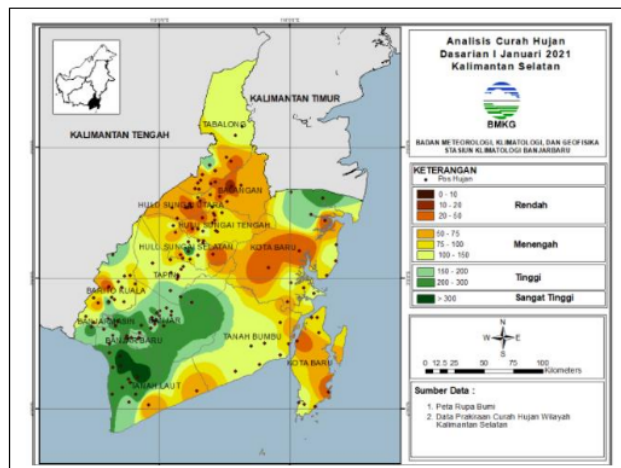 Analisis Curah Hujan
Dasarian I Januari 2021
Kalimantan Selatan
BMKG
BADAN METEOROLOGI, KLIMATOLOGI, DAN GEOFISIKA
STASIUN KLIMATOLOGI BANJARBARU
KETERANGAN
Pos Hujan
0 - 10
10 - 20
20 - 50
Rendah
50 - 75
75 - 100
100 - 150
Menengah
150 - 200
200 - 300
Tinggi
> 300
Sangat Tinggi
N
W E
S
0 12.5 25 50 75 100
Kilometers
Sumber Data :
1. Peta Rupa Bumi
2. Data Prakiraan Curah Hujan Wilayah
Kalimantan Selatan
KALIMANTAN TIMUR
KALIMANTAN TENGAH
TABALONG
BALANGAN
HULU SUNGAI UTARA
HULU SUNGAI TENGAH
HULU SUNGAI SELATAN
KOTA BARU
TAPIN
BARITO KUALA
BANJARMASIN
BANJAR
BANJARBARU
TANAH BUMBU
TANAH LAUT
KOTA BARU